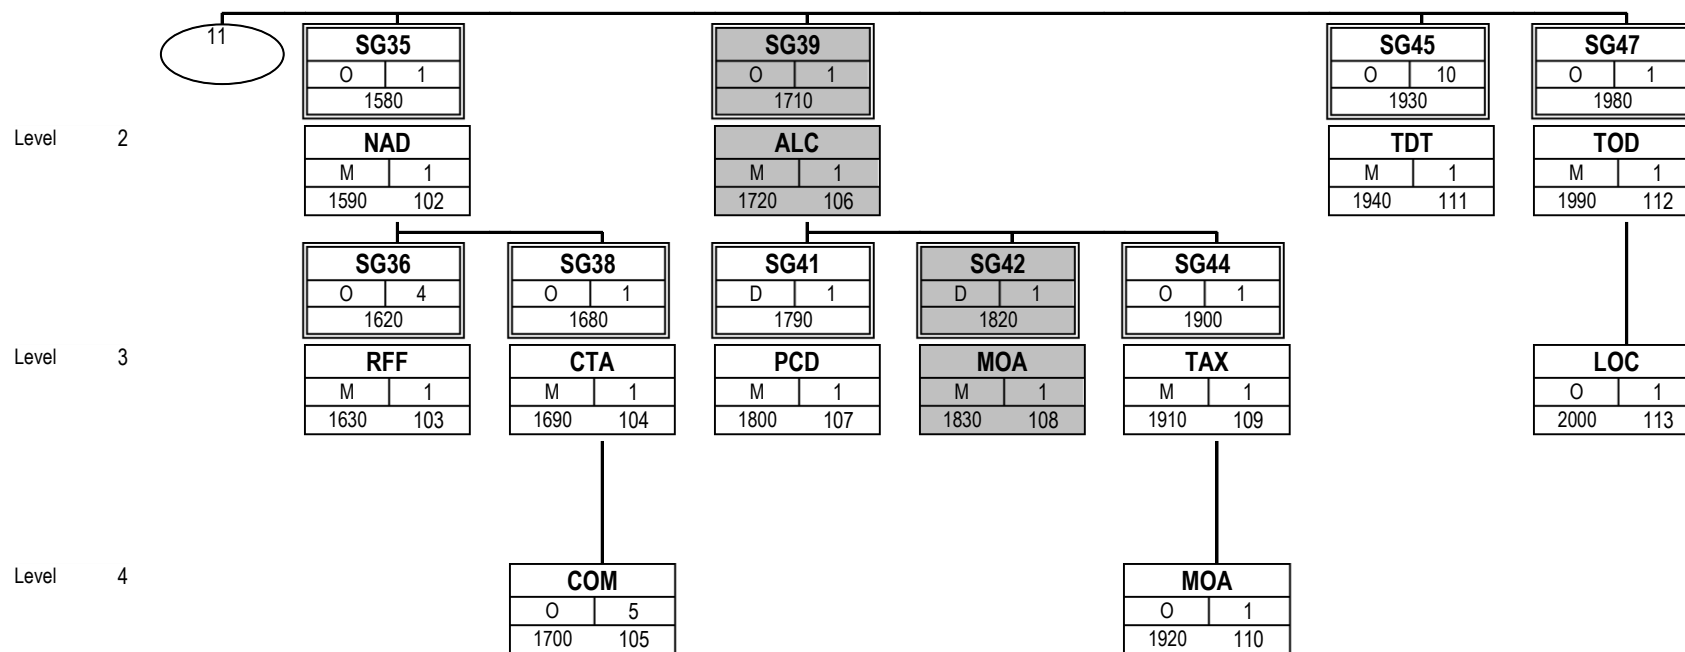 11
SG35 SG39 SG45 SG47
O 1 O 1 O 10 O 1
1580 1710 1930 1980
Level 2 NAD ALC TDT TOD
M 1 M 1 M 1 M 1
1590 102 1720 106 1940 111 1990 112
SG36 SG38 SG41 SG42 SG44
O 4 O 1 D 1 D 1 O 1
1620 1680 1790 1820 1900
Level 3 RFF CTA PCD MOA TAX LOC
M 1 M 1 M 1 M 1 M 1 O 1
1630 103 1690 104 1800 107 1830 108 1910 109 2000 113
Level 4 COM MOA
O 5 O 1
1700 105 1920 110